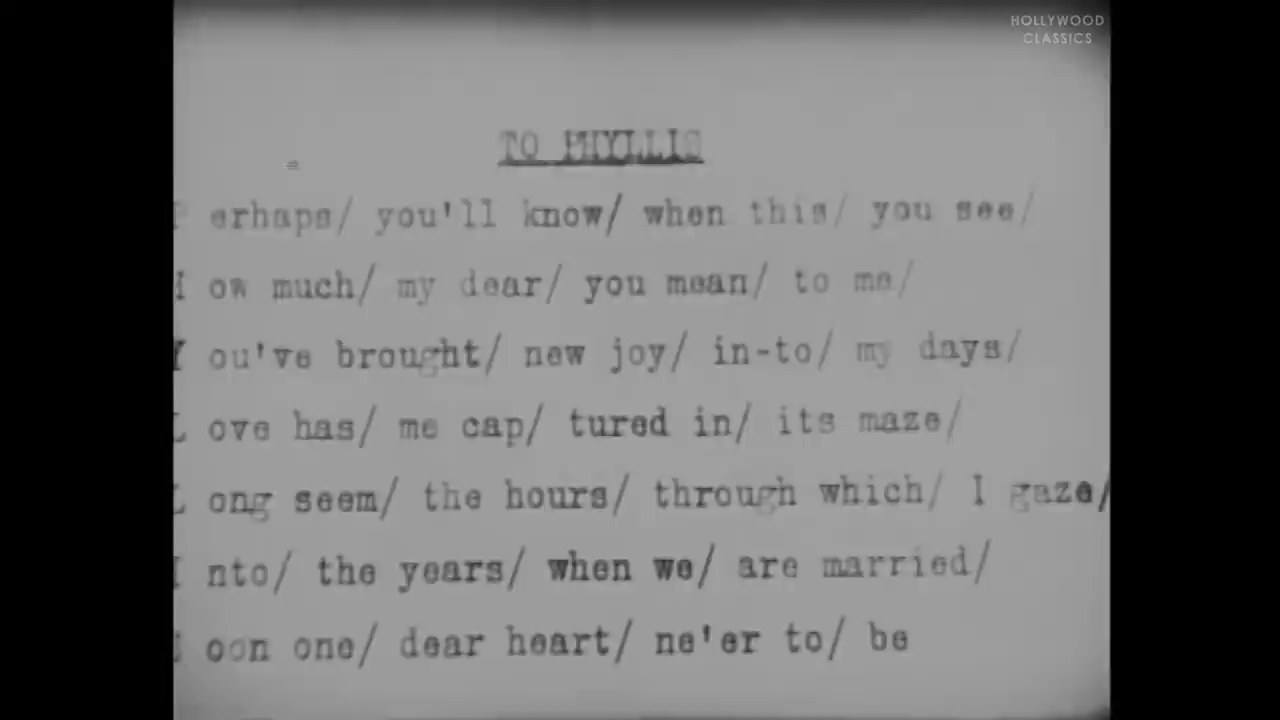 HOLLYWOOD
CLASSICS
TO PHYLLIS
P erhaps/ you'll know/ when this/ you see/
H ow much/ my dear/ you mean/ to me/
Y ou've brought/ new joy/ in-to/ my days/
L ove has/ me cap/ tured in/ its maze/
L ong seem/ the hours/ through which/ I gaze/
I nto/ the years/ when we/ are married/
S oon one/ dear heart/ ne'er to/ be